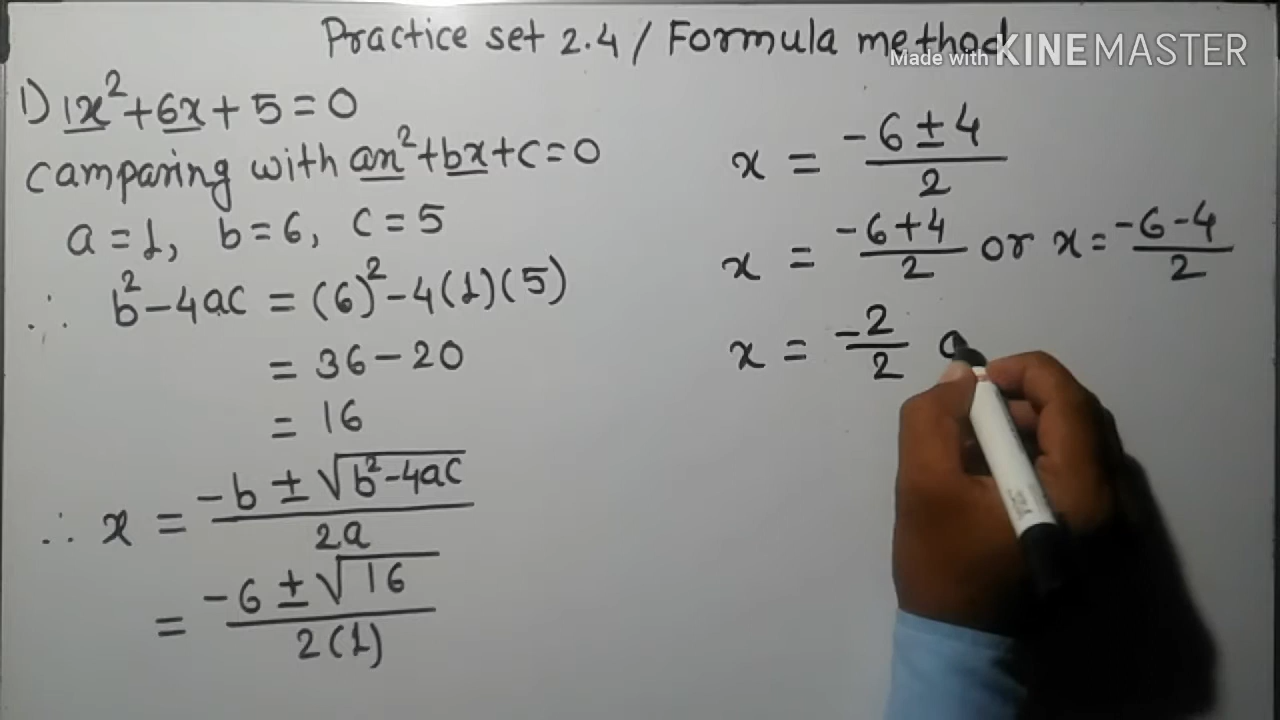 Practice set 2.4 / Formula method
Made with KINEMASTER
1) 1x²+6x+5=0
camparing with ax²+bx+c=0
a=1, b=6, c=5
∴ b²-4ac = (6)²-4(1)(5)
= 36-20
= 16
∴ x = -b ± √b²-4ac / 2a
= -6 ± √16 / 2(1)
x = -6 ± 4 / 2
x = -6+4 / 2 or x = -6-4 / 2
x = -2 / 2